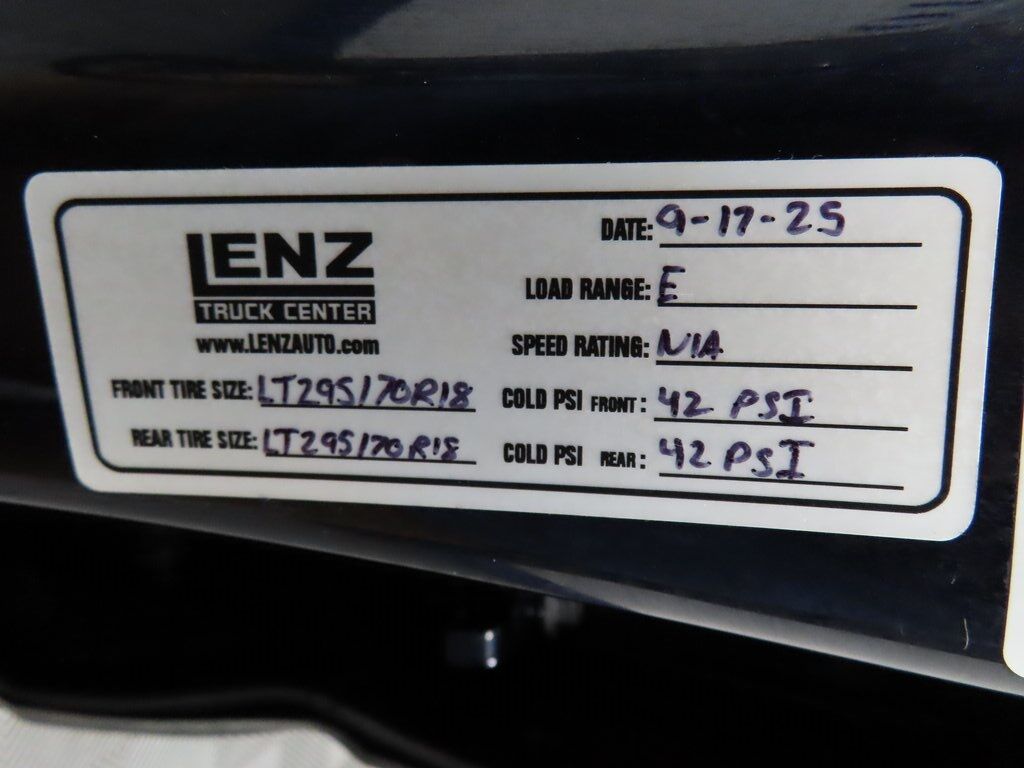 LENZ
TRUCK CENTER
www.LENZAUTO.com
DATE: 9-17-25
LOAD RANGE: E
SPEED RATING: N/A
FRONT TIRE SIZE: LT295/70R18
COLD PSI FRONT: 42 PSI
REAR TIRE SIZE: LT295/70R18
COLD PSI REAR: 42 PSI